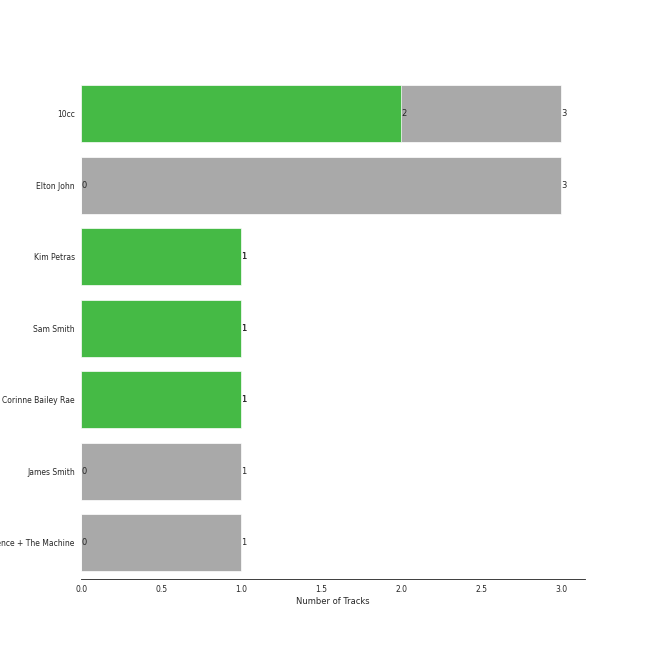 10cc 2 3
Elton John 0 3
Kim Petras 1
Sam Smith 1
Corinne Bailey Rae 1
James Smith 0 1
+ The Machine 0 1
0.0 0.5 1.0 1.5 2.0 2.5 3.0
Number of Tracks